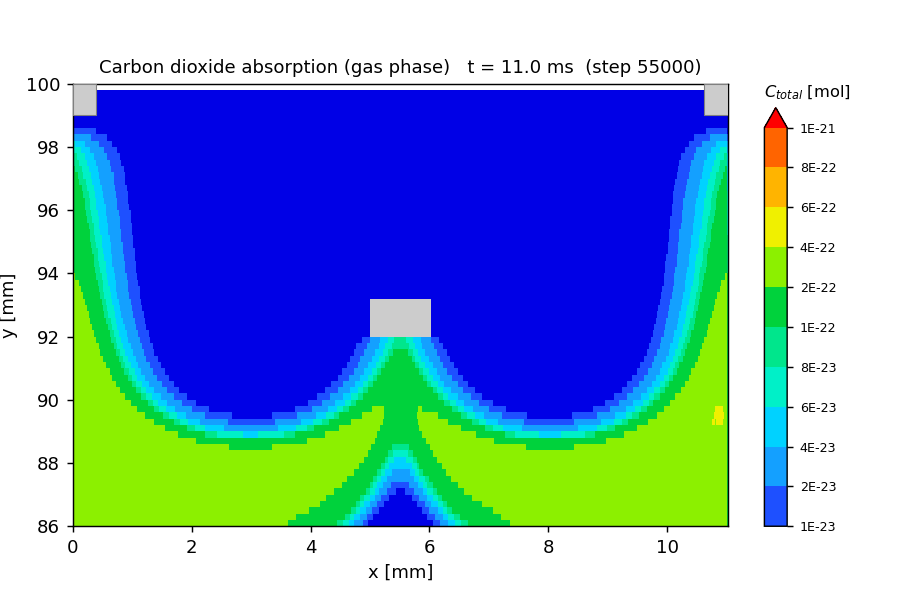 Carbon dioxide absorption (gas phase)   t = 11.0 ms  (step 55000)
C_total [mol]
100
98
96
94
92
90
88
86
y [mm]
0 2 4 6 8 10
x [mm]
1E-21
8E-22
6E-22
4E-22
2E-22
1E-22
8E-23
6E-23
4E-23
2E-23
1E-23